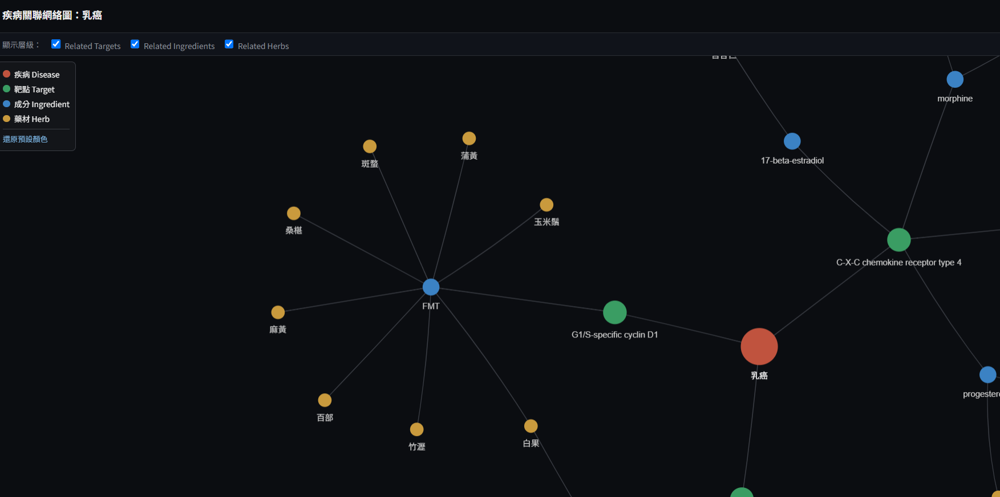 疾病關聯網絡圖：乳癌
顯示層級：
Related Targets
Related Ingredients
Related Herbs
疾病 Disease
靶點 Target
成分 Ingredient
藥材 Herb
還原預設顏色
morphine
斑蝥
蒲黃
17-beta-estradiol
桑椹
玉米鬚
C-X-C chemokine receptor type 4
FMT
麻黃
G1/S-specific cyclin D1
乳癌
progester
百部
竹瀝
白果